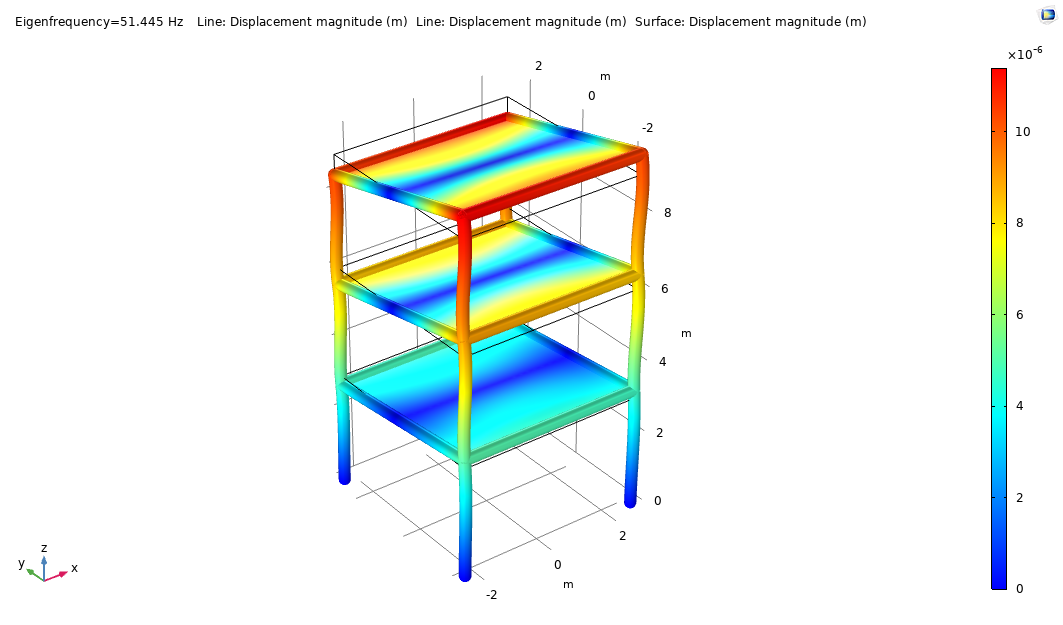 Eigenfrequency=51.445 Hz Line: Displacement magnitude (m) Line: Displacement magnitude (m) Surface: Displacement magnitude (m)
×10⁻⁶
2
m
0
-2
10
8
8
6
6
m
4
4
2
2
0
2
0
0
m
-2
z
y
x